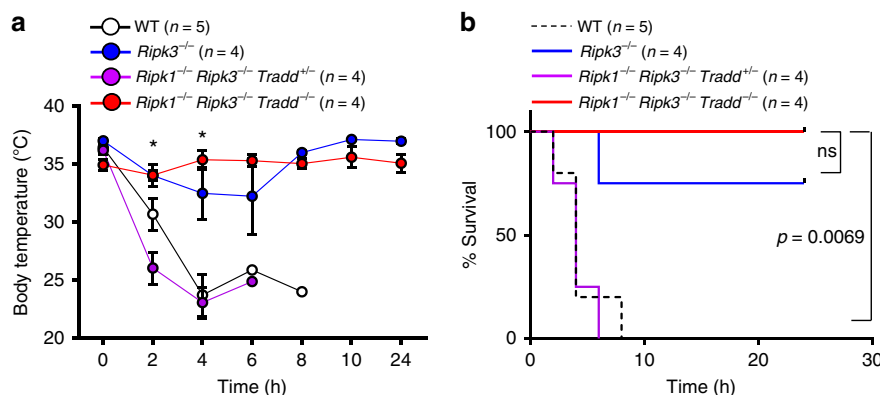 a
WT (n = 5)
Ripk3–/– (n = 4)
Ripk1–/– Ripk3–/– Tradd+/– (n = 4)
Ripk1–/– Ripk3–/– Tradd–/– (n = 4)
40
35
30
25
20
Body temperature (°C)
*
*
0 2 4 6 8 10 24
Time (h)
b
WT (n = 5)
Ripk3–/– (n = 4)
Ripk1–/– Ripk3–/– Tradd+/– (n = 4)
Ripk1–/– Ripk3–/– Tradd–/– (n = 4)
100
50
0
% Survival
ns
p = 0.0069
0 10 20 30
Time (h)